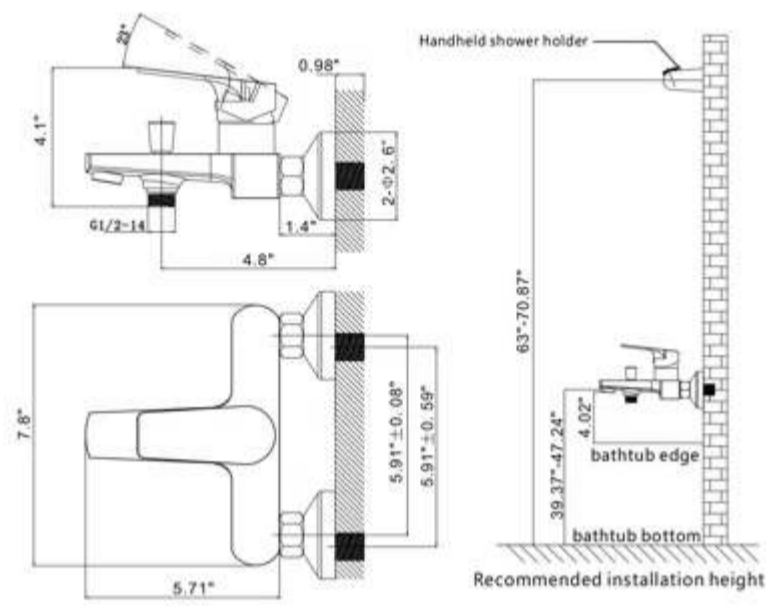 23°
0.98"
4.1"
2-Φ2.6"
G1/2-14
1.4"
4.8"
7.8"
5.91"±0.08"
5.91"±0.59"
5.71"
Handheld shower holder
63"-70.87"
4.02"
39.37"-47.24"
bathtub edge
bathtub bottom
Recommended installation height